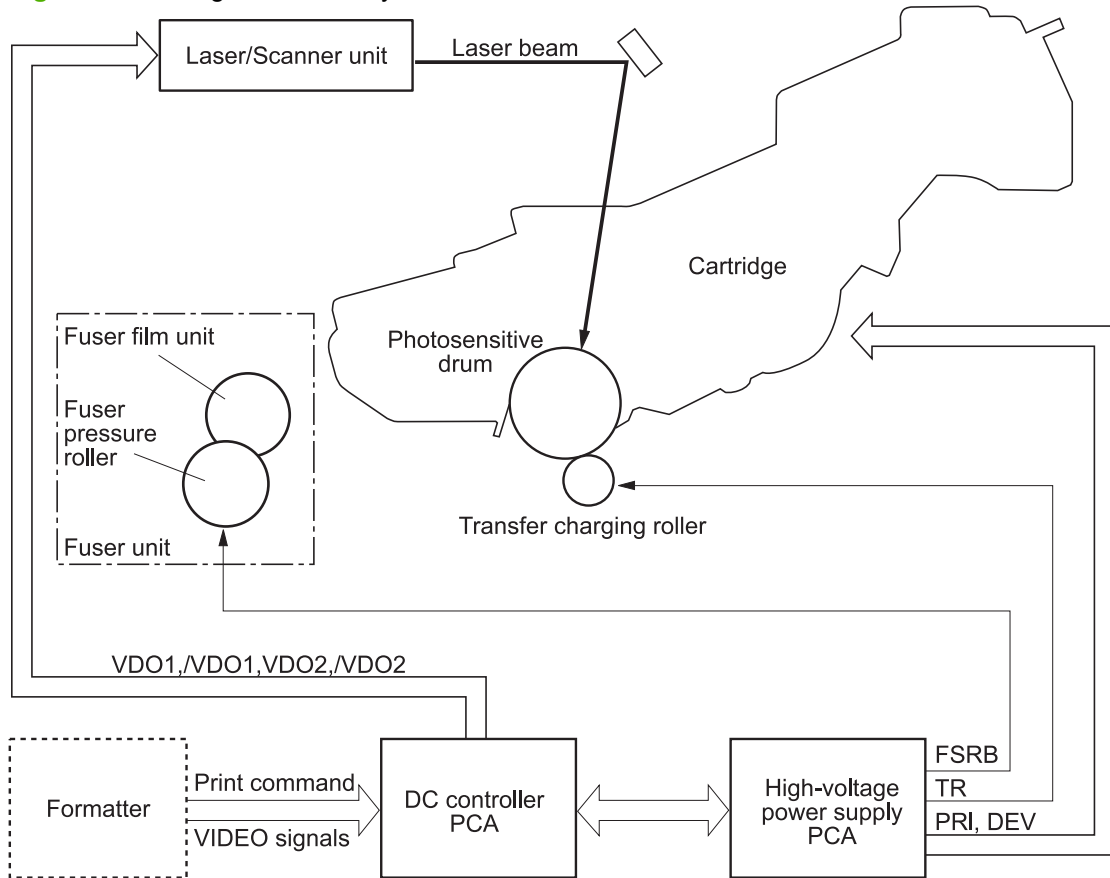 Laser/Scanner unit
Laser beam
Cartridge
Photosensitive
drum
Fuser film unit
Fuser
pressure
roller
Fuser unit
Transfer charging roller
VDO1,/VDO1,VDO2,/VDO2
Formatter
Print command
VIDEO signals
DC controller
PCA
High-voltage
power supply
PCA
FSRB
TR
PRI, DEV